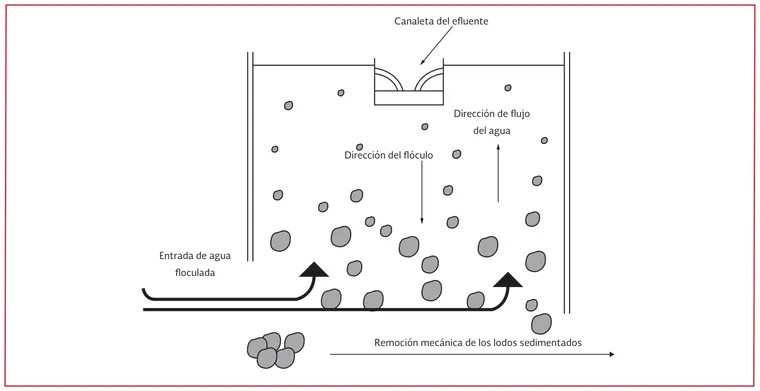 Canaleta del efluente
Dirección de flujo
del agua
Dirección del flóculo
Entrada de agua
floculada
Remoción mecánica de los lodos sedimentados